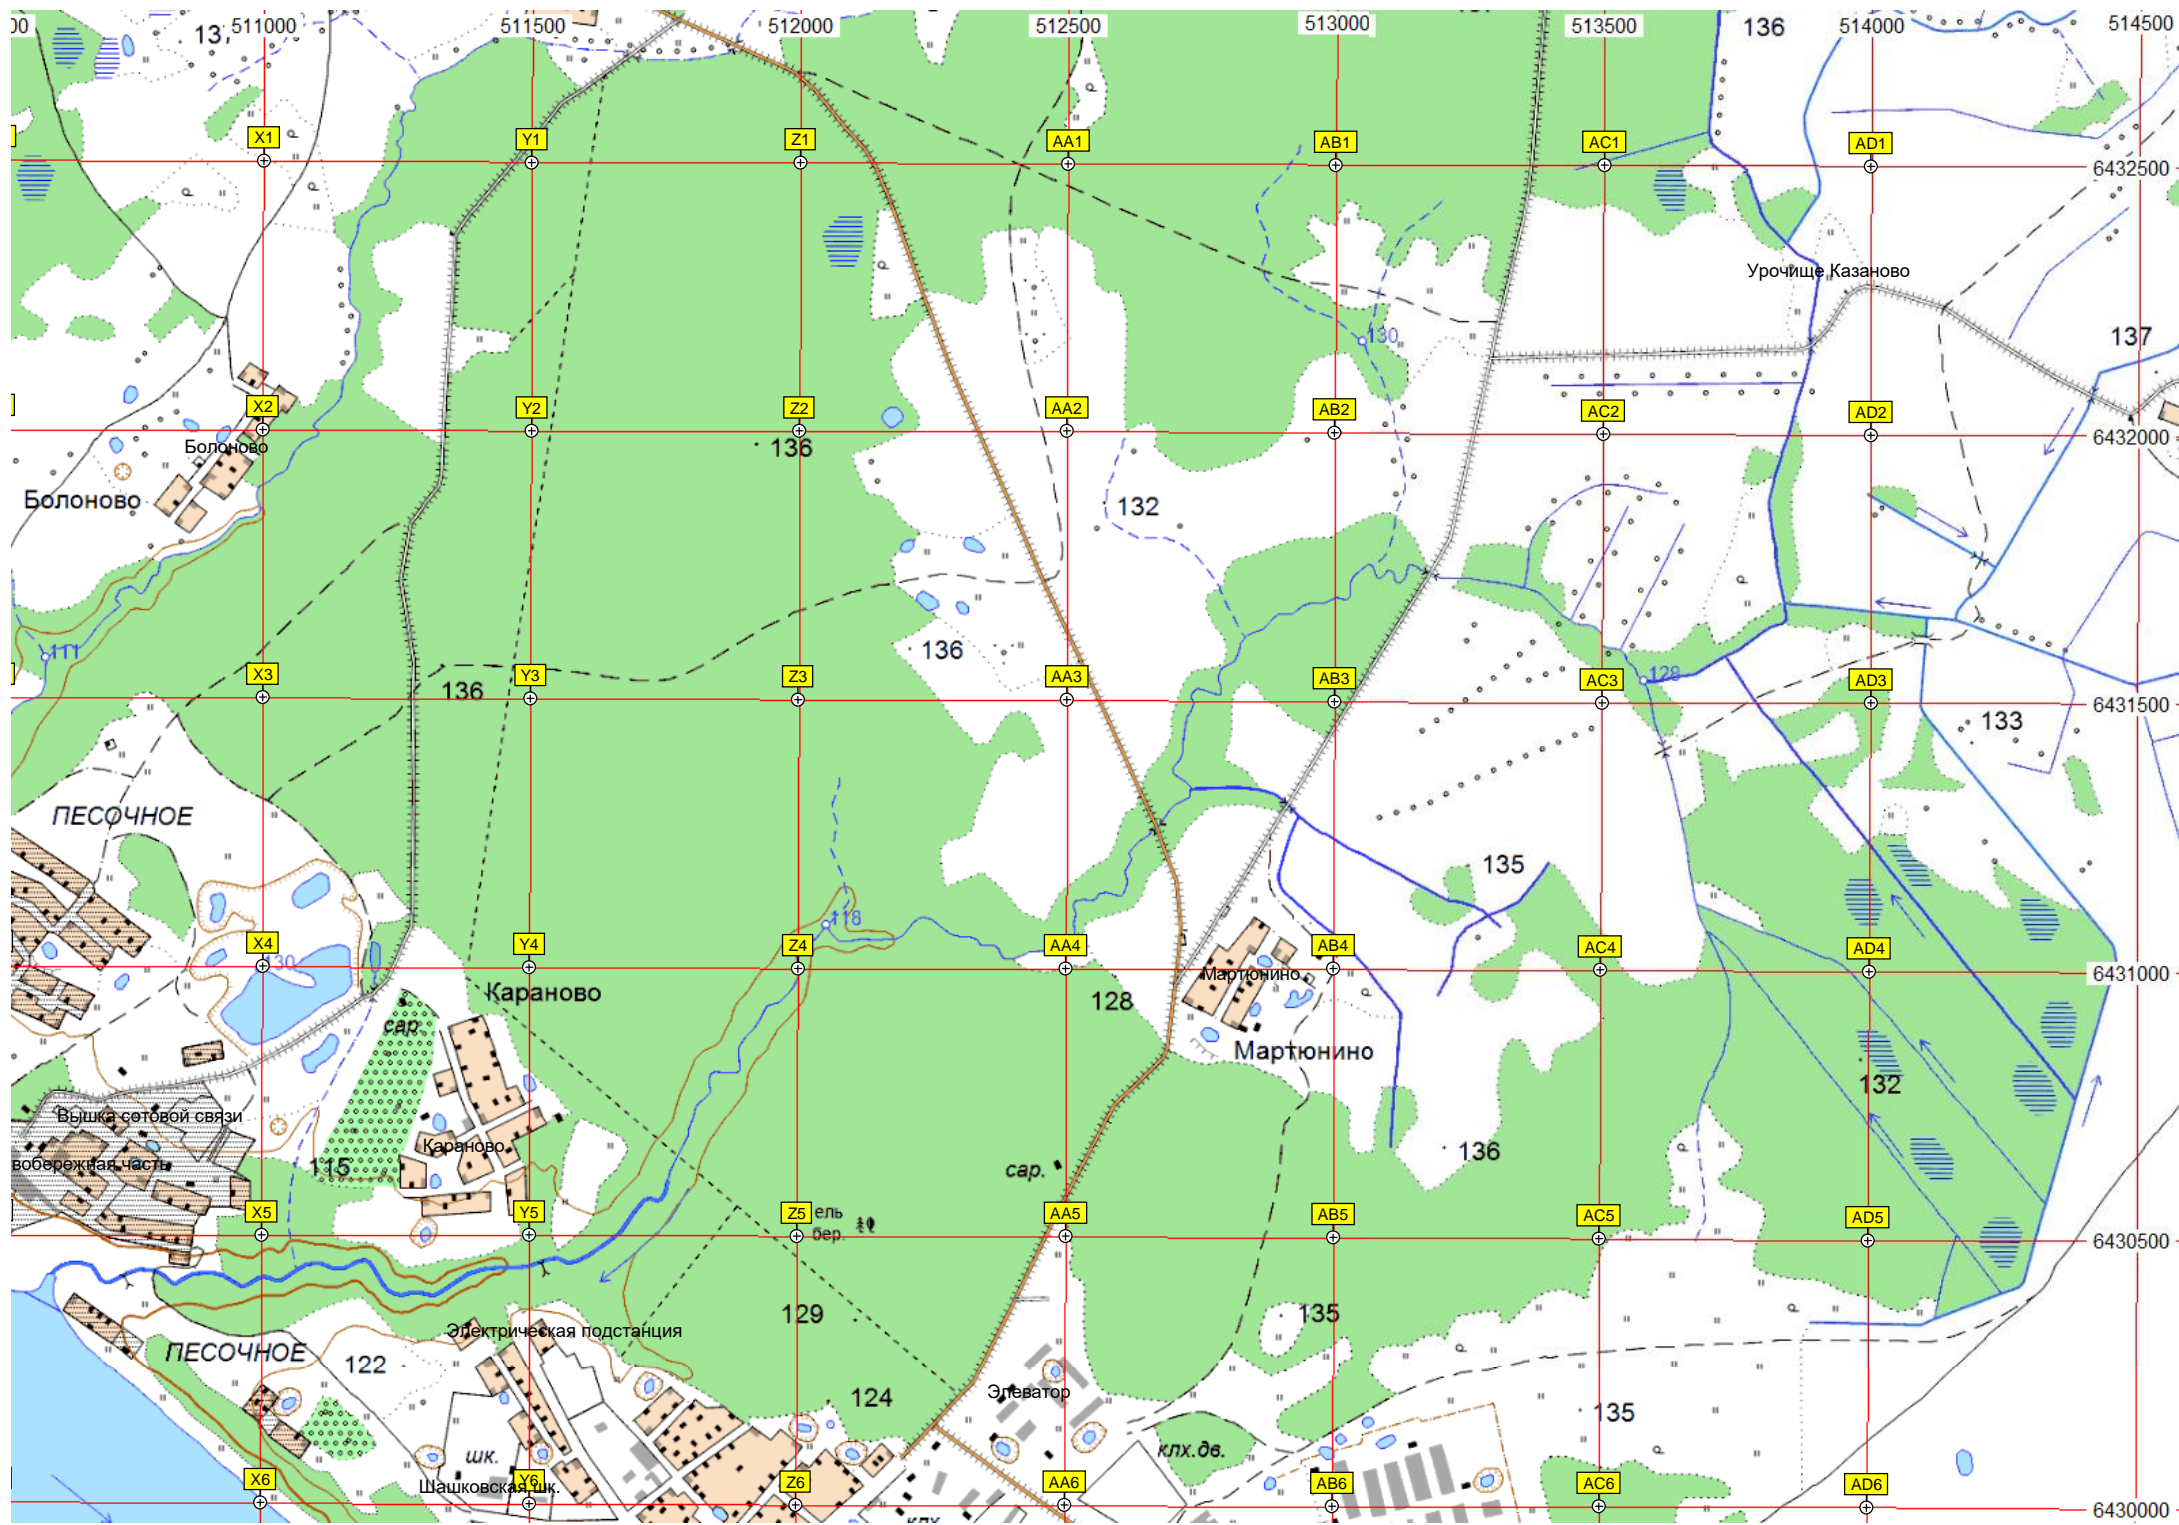 00 511000 511500 512000 512500 513000 513500 514000 514500
13, 136
X1 Y1 Z1 AA1 AB1 AC1 AD1
6432500
Урочище Казаново
130
137
X2 Y2 Z2 AA2 AB2 AC2 AD2
6432000
Болоново
136
Болоново
132
111
136
X3 Y3 Z3 AA3 AB3 AC3 AD3
128
136
6431500
133
ПЕСОЧНОЕ
135
118
X4 Y4 Z4 AA4 AB4 AC4 AD4
130
Мартюнино
6431000
Караново
128
сар.
Мартюнино
132
Вышка сотовой связи
Караново
136
вобережная часть
115
сар.
X5 Y5 Z5 AA5 AB5 AC5 AD5
ель
бер.
6430500
129
135
Электрическая подстанция
ПЕСОЧНОЕ
122
124
Элеватор
135
шк.
клх.дв.
X6 Y6 Z6 AA6 AB6 AC6 AD6
Шашковская шк.
6430000
клх